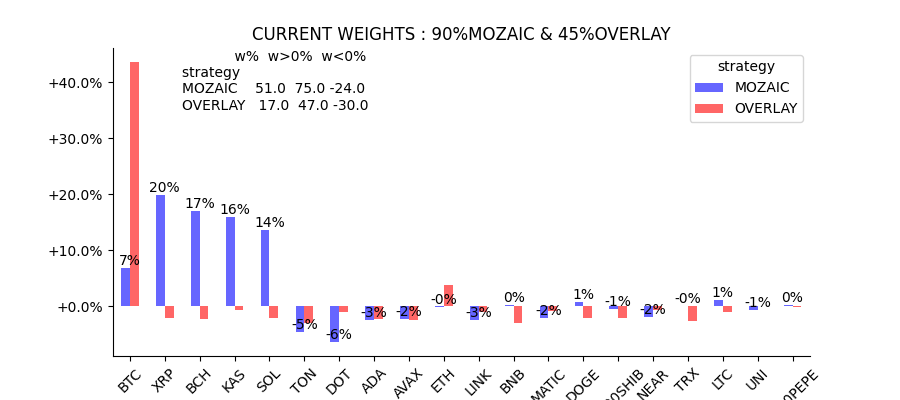 CURRENT WEIGHTS : 90%MOZAIC & 45%OVERLAY
w% w>0% w<0%
strategy
MOZAIC 51.0 75.0 -24.0
OVERLAY 17.0 47.0 -30.0
strategy
MOZAIC
OVERLAY
+40.0%
+30.0%
+20.0%
+10.0%
+0.0%
7% 20% 17% 16% 14% -5% -6% -3% -2% -0% -3% 0% -2% 1% -1% -2% -0% 1% -1% 0%
BTC XRP BCH KAS SOL TON DOT ADA AVAX ETH LINK BNB MATIC DOGE 00SHIB NEAR TRX LTC UNI 0PEPE